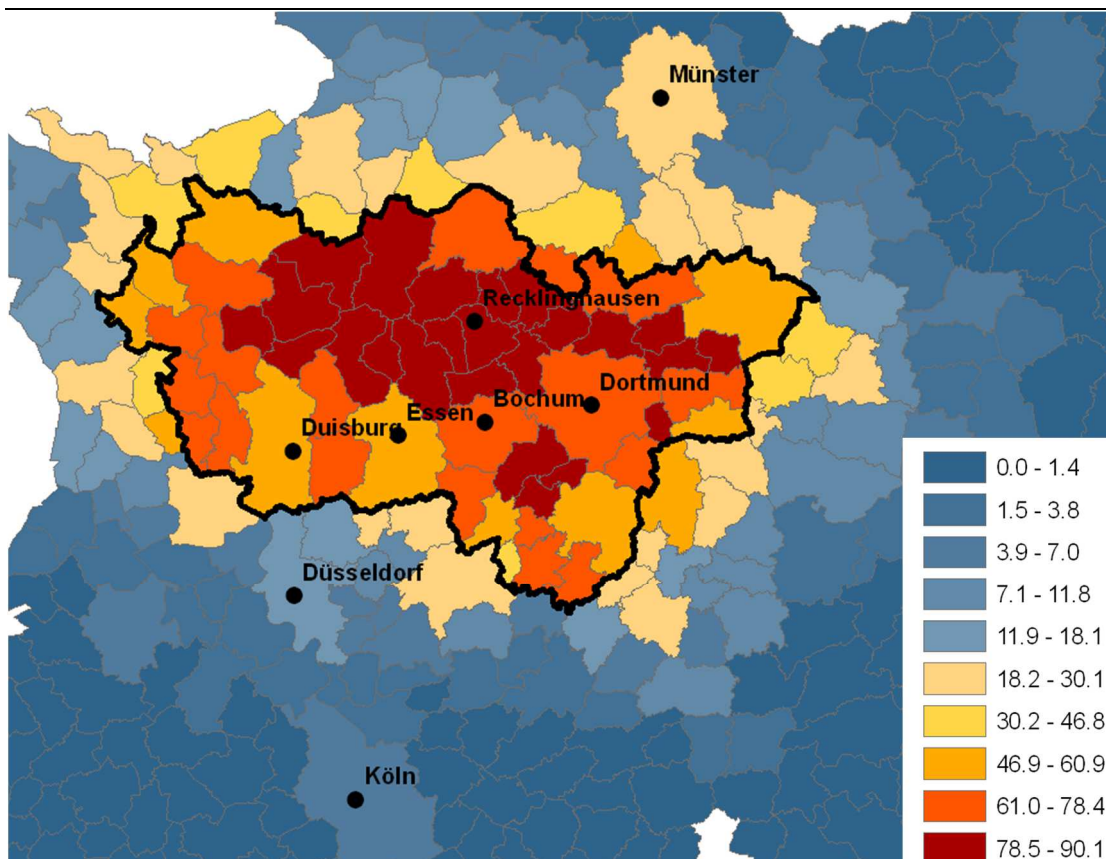 Münster
Recklinghausen
Dortmund
Bochum
Essen
Duisburg
Düsseldorf
Köln
0.0 - 1.4
1.5 - 3.8
3.9 - 7.0
7.1 - 11.8
11.9 - 18.1
18.2 - 30.1
30.2 - 46.8
46.9 - 60.9
61.0 - 78.4
78.5 - 90.1